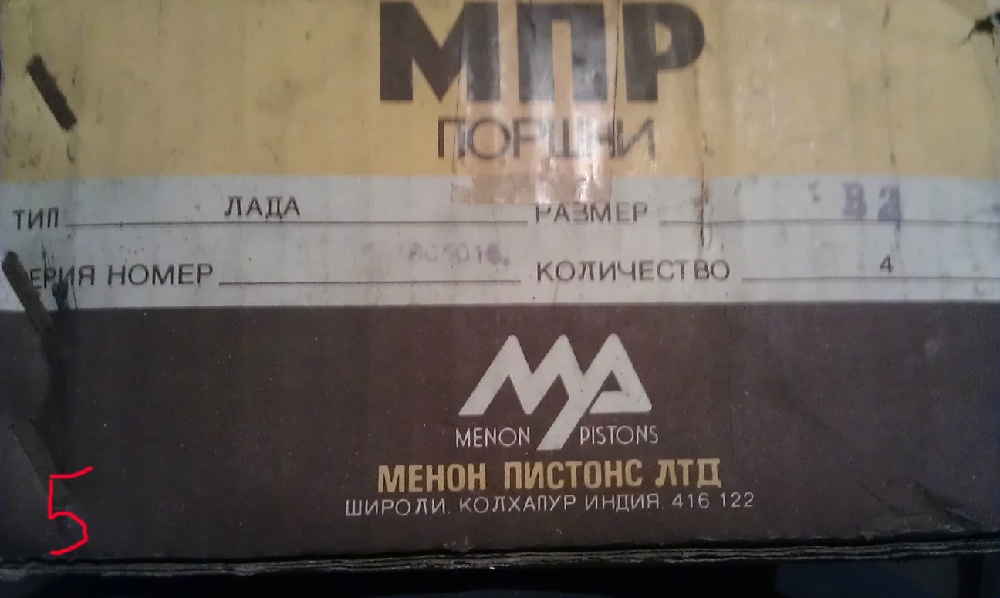 МПР
ПОРШНИ
ТИП ЛАДА РАЗМЕР В2
ЕРИЯ НОМЕР КОЛИЧЕСТВО 4
MENON PISTONS
МЕНОН ПИСТОНС ЛТД
ШИРОЛИ. КОЛХАПУР ИНДИЯ. 416 122
5